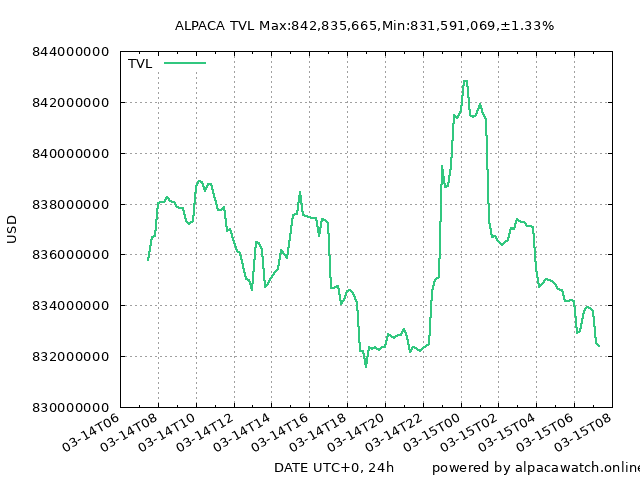 ALPACA TVL Max:842,835,665,Min:831,591,069,±1.33%
TVL
844000000
842000000
840000000
838000000
836000000
834000000
832000000
830000000
USD
03-14T06
03-14T08
03-14T10
03-14T12
03-14T14
03-14T16
03-14T18
03-14T20
03-14T22
03-15T00
03-15T02
03-15T04
03-15T06
03-15T08
DATE UTC+0, 24h
powered by alpacawatch.online